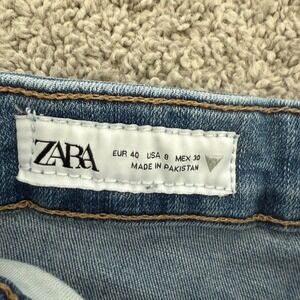 ZARA
EUR 40 USA 8 MEX 30
MADE IN PAKISTAN